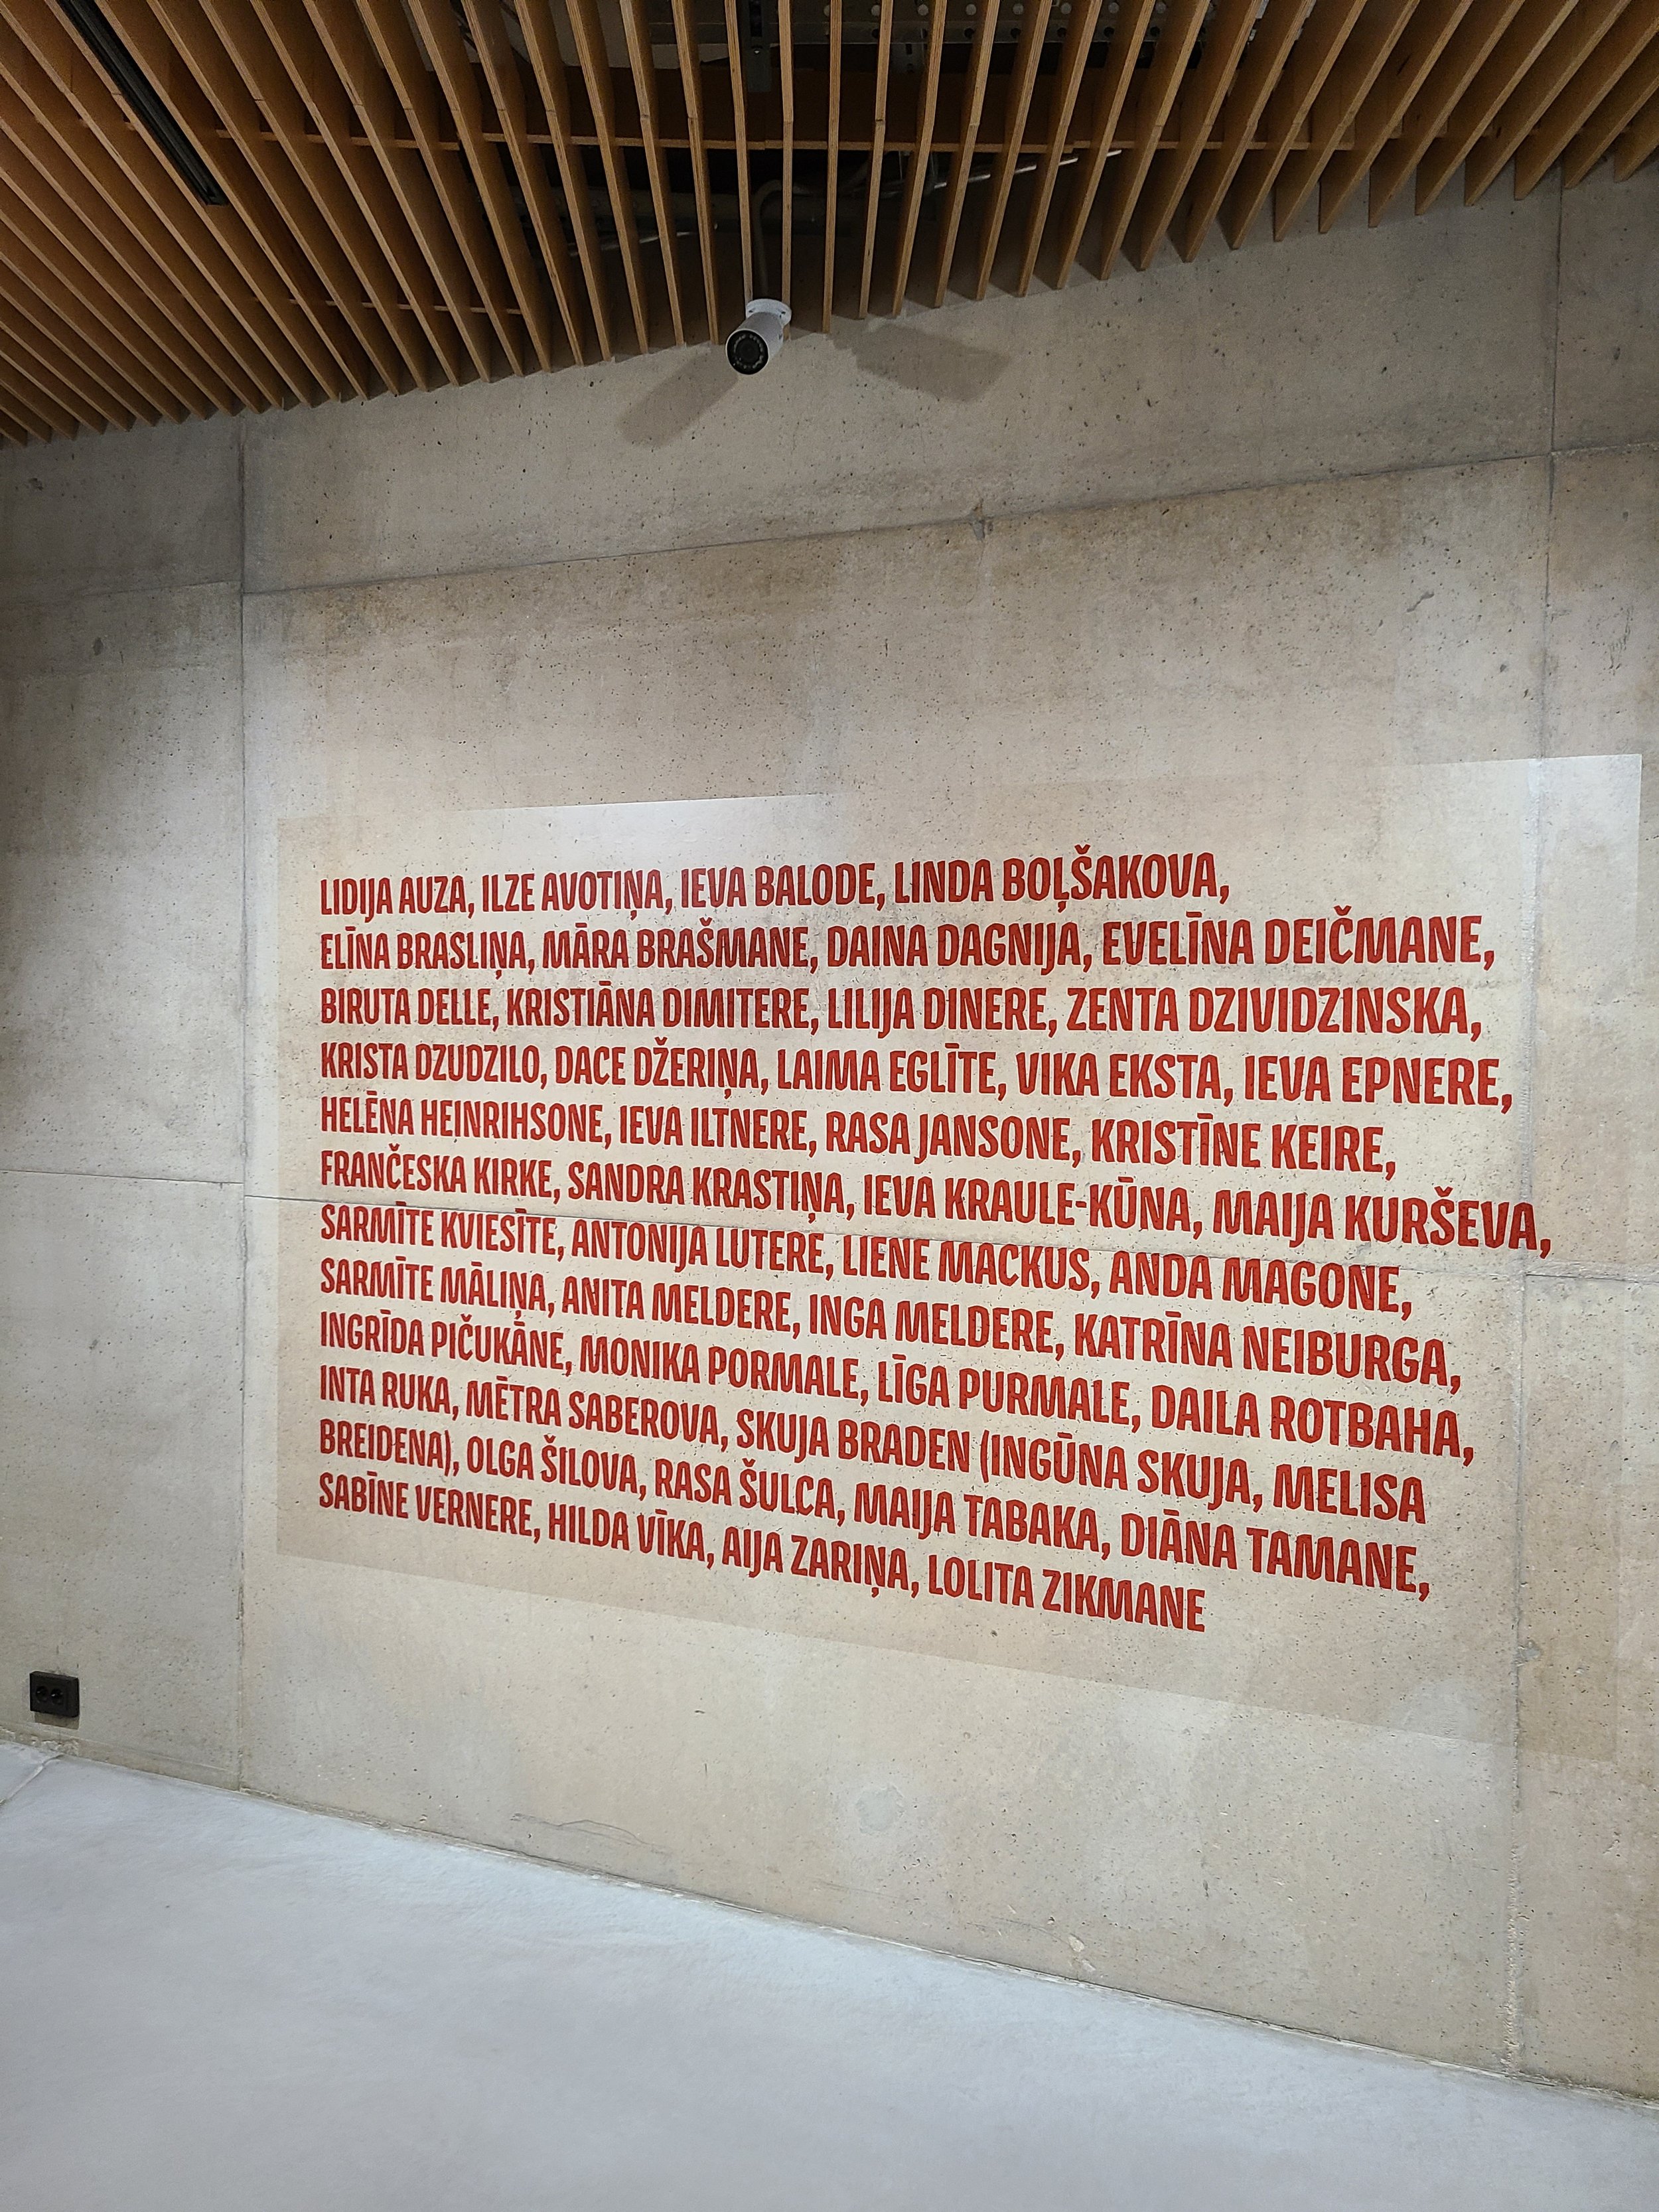 LIDIJA AUZA, ILZE AVOTIŅA, IEVA BALODE, LINDA BOĻŠAKOVA,
ELĪNA BRASLIŅA, MĀRA BRAŠMANE, DAINA DAGNIJA, EVELĪNA DEIČMANE,
BIRUTA DELLE, KRISTIĀNA DIMITERE, LILIJA DINERE, ZENTA DZIVIDZINSKA,
KRISTA DZUDZILO, DACE DŽERIŅA, LAIMA EGLĪTE, VIKA EKSTA, IEVA EPNERE,
HELĒNA HEINRIHSONE, IEVA ILTNERE, RASA JANSONE, KRISTĪNE KEIRE,
FRANČESKA KIRKE, SANDRA KRASTIŅA, IEVA KRAULE-KŪNA, MAIJA KURŠEVA,
SARMĪTE KVIESĪTE, ANTONIJA LUTERE, LIENE MACKUS, ANDA MAGONE,
SARMĪTE MĀLIŅA, ANITA MELDERE, INGA MELDERE, KATRĪNA NEIBURGA,
INGRĪDA PIČUKĀNE, MONIKA PORMALE, LĪGA PURMALE, DAILA ROTBAHA,
INTA RUKA, MĒTRA SABEROVA, SKUJA BRADEN (INGŪNA SKUJA, MELISA
BREIDENA), OLGA ŠILOVA, RASA ŠULCA, MAIJA TABAKA, DIĀNA TAMANE,
SABĪNE VERNERE, HILDA VĪKA, AIJA ZARIŅA, LOLITA ZIKMANE